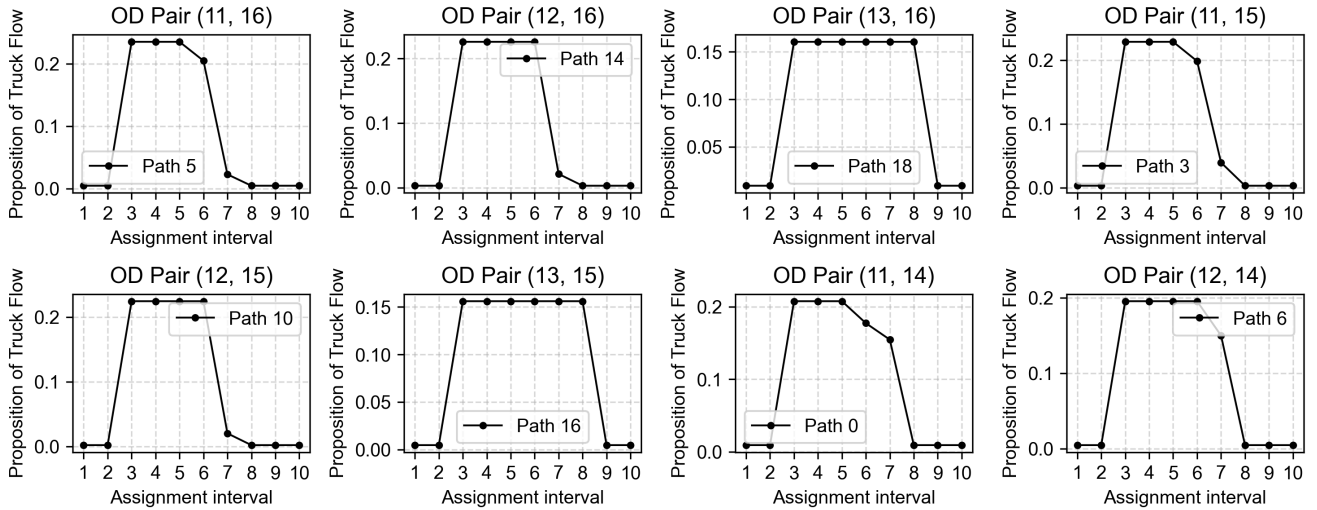 OD Pair (11, 16)
Proposition of Truck Flow
0.2
0.1
0.0
Path 5
1 2 3 4 5 6 7 8 9 10
Assignment interval
OD Pair (12, 16)
Proposition of Truck Flow
0.2
0.1
0.0
Path 14
1 2 3 4 5 6 7 8 9 10
Assignment interval
OD Pair (13, 16)
Proposition of Truck Flow
0.15
0.10
0.05
Path 18
1 2 3 4 5 6 7 8 9 10
Assignment interval
OD Pair (11, 15)
Proposition of Truck Flow
0.2
0.1
0.0
Path 3
1 2 3 4 5 6 7 8 9 10
Assignment interval
OD Pair (12, 15)
Proposition of Truck Flow
0.2
0.1
0.0
Path 10
1 2 3 4 5 6 7 8 9 10
Assignment interval
OD Pair (13, 15)
Proposition of Truck Flow
0.15
0.10
0.05
0.00
Path 16
1 2 3 4 5 6 7 8 9 10
Assignment interval
OD Pair (11, 14)
Proposition of Truck Flow
0.2
0.1
0.0
Path 0
1 2 3 4 5 6 7 8 9 10
Assignment interval
OD Pair (12, 14)
Proposition of Truck Flow
0.2
0.1
0.0
Path 6
1 2 3 4 5 6 7 8 9 10
Assignment interval